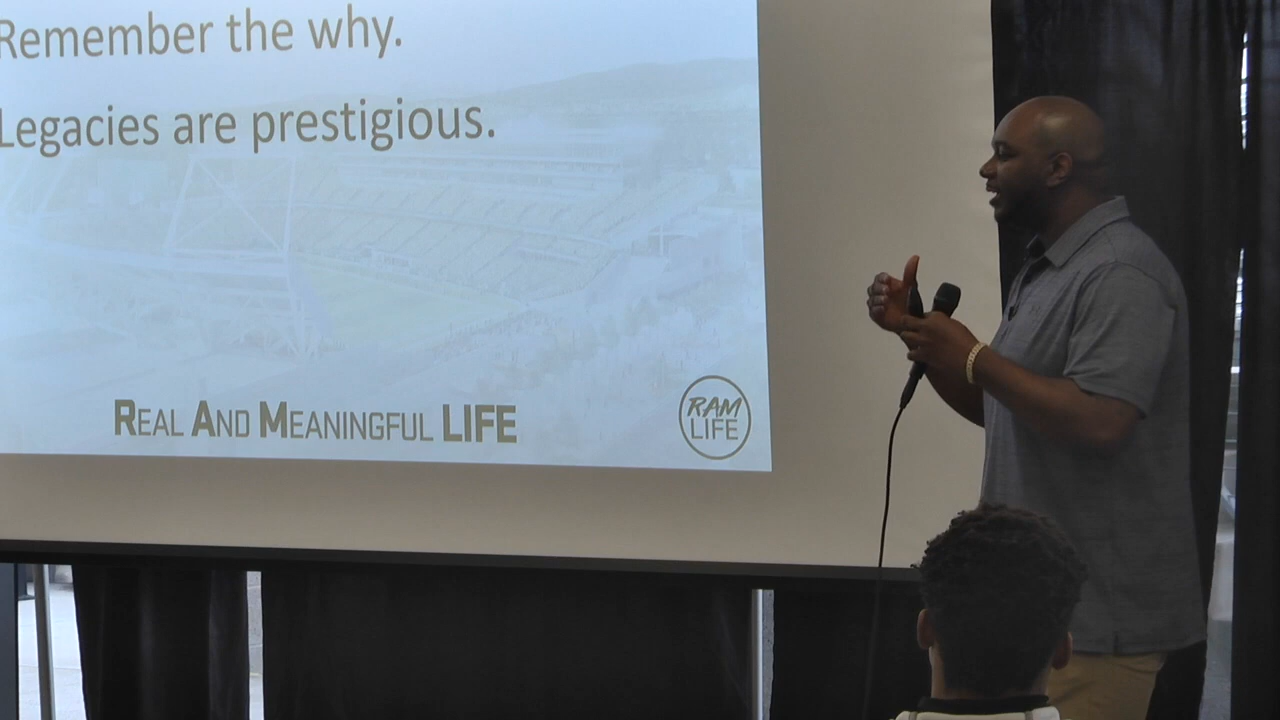 Remember the why.
Legacies are prestigious.
REAL AND MEANINGFUL LIFE
RAM
LIFE